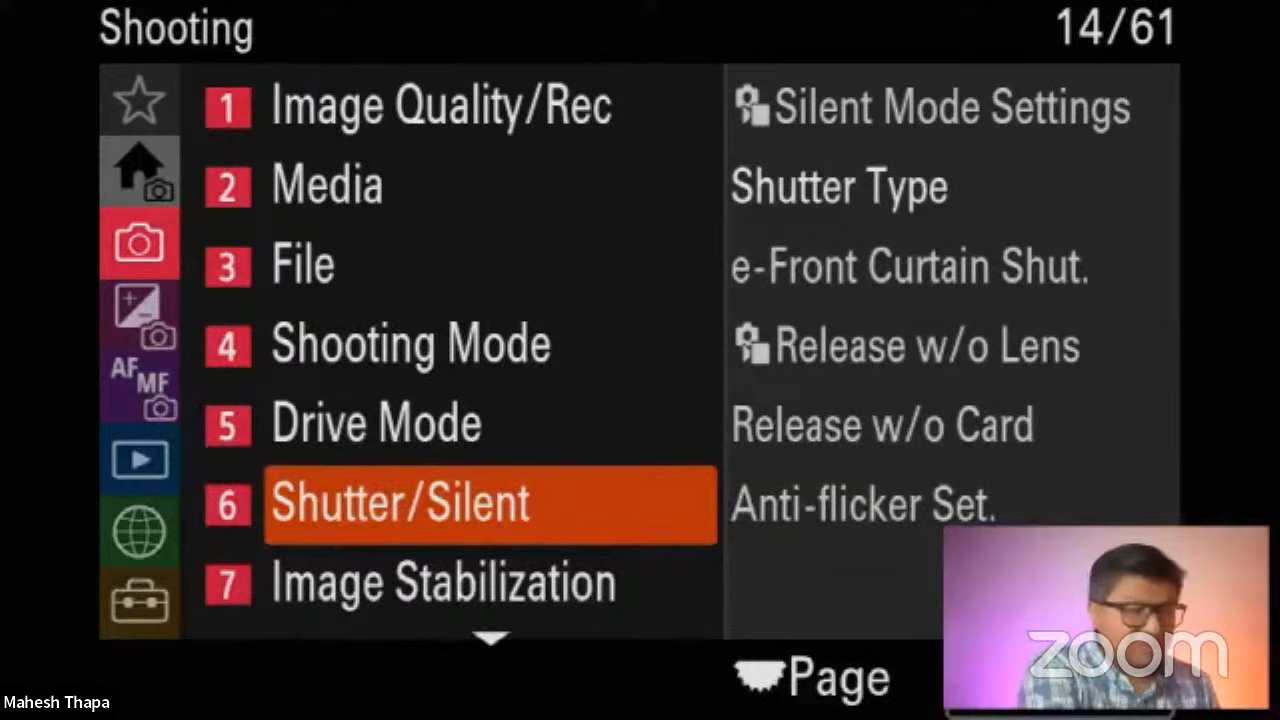 Shooting
14/61
1 Image Quality/Rec
2 Media
3 File
4 Shooting Mode
5 Drive Mode
6 Shutter/Silent
7 Image Stabilization
Silent Mode Settings
Shutter Type
e-Front Curtain Shut.
Release w/o Lens
Release w/o Card
Anti-flicker Set.
AF MF
Page
zoom
Mahesh Thapa